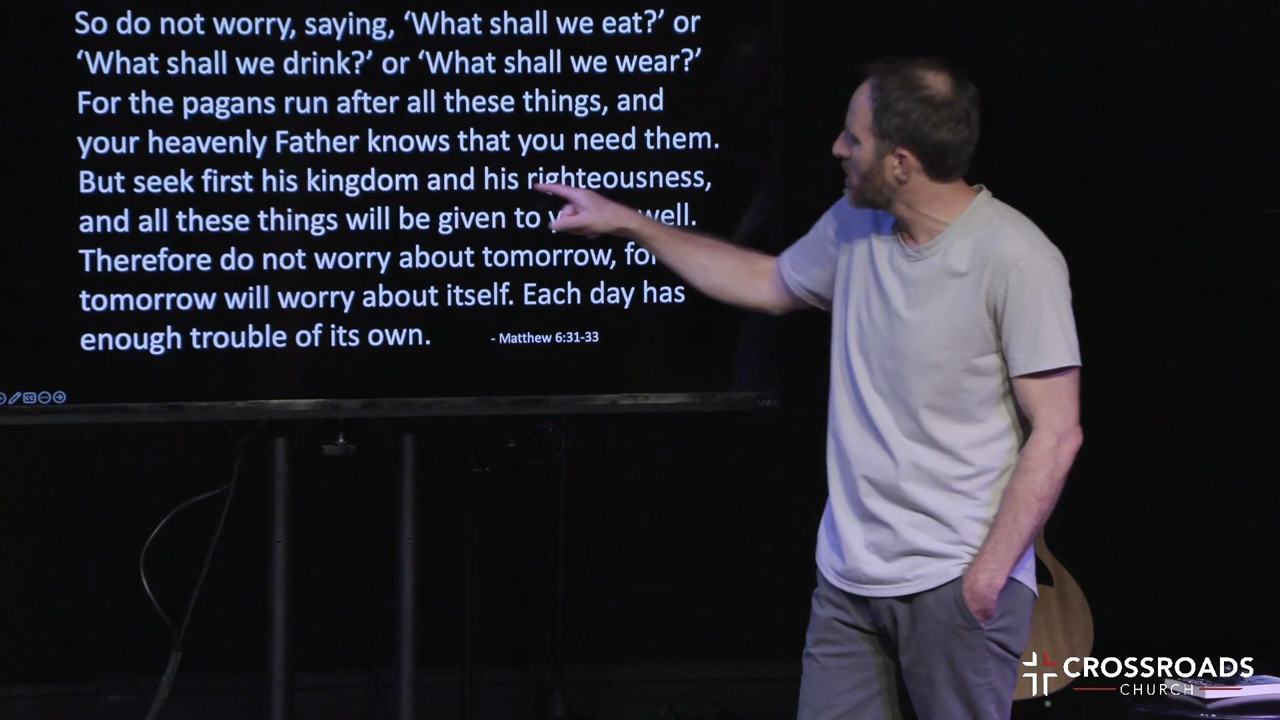 So do not worry, saying, ‘What shall we eat?’ or
‘What shall we drink?’ or ‘What shall we wear?’
For the pagans run after all these things, and
your heavenly Father knows that you need them.
But seek first his kingdom and his righteousness,
and all these things will be given to well.
Therefore do not worry about tomorrow, for
tomorrow will worry about itself. Each day has
enough trouble of its own.
- Matthew 6:31-33
CROSSROADS
CHURCH